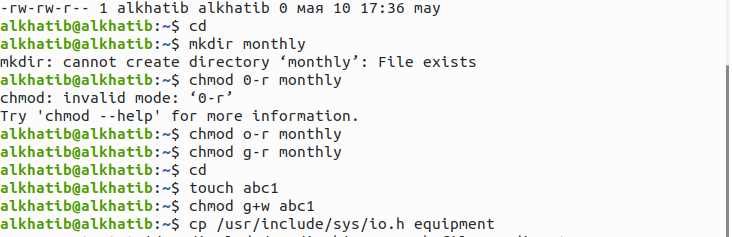 -rw-rw-r-- 1 alkhatib alkhatib 0 мая 10 17:36 may
alkhatib@alkhatib:~$ cd
alkhatib@alkhatib:~$ mkdir monthly
mkdir: cannot create directory ‘monthly’: File exists
alkhatib@alkhatib:~$ chmod 0-r monthly
chmod: invalid mode: ‘0-r’
Try 'chmod --help' for more information.
alkhatib@alkhatib:~$ chmod o-r monthly
alkhatib@alkhatib:~$ chmod g-r monthly
alkhatib@alkhatib:~$ cd
alkhatib@alkhatib:~$ touch abc1
alkhatib@alkhatib:~$ chmod g+w abc1
alkhatib@alkhatib:~$ cp /usr/include/sys/io.h equipment